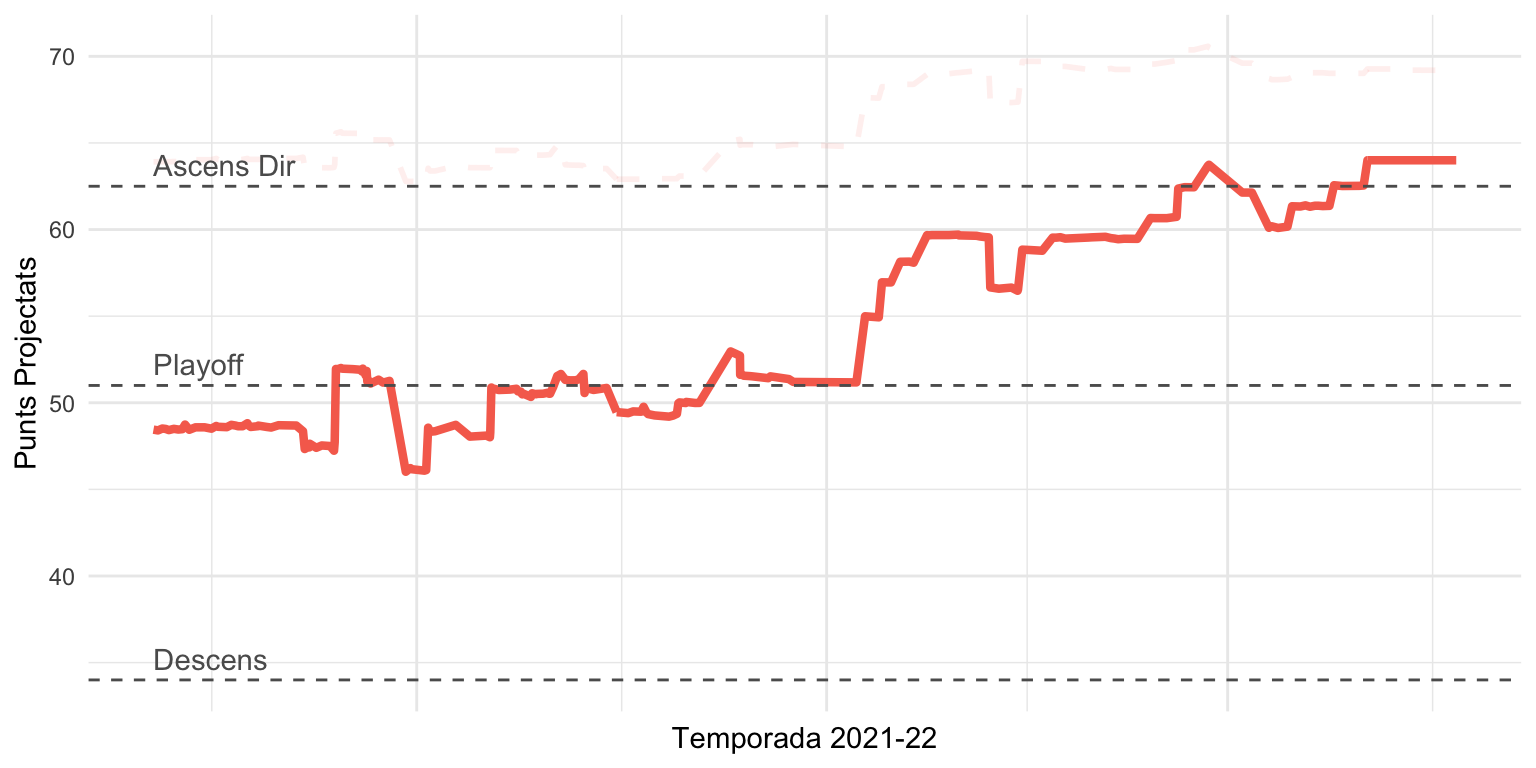 70
Ascens Dir
60
Playoff
50
40
Descens
Punts Projectats
Temporada 2021-22